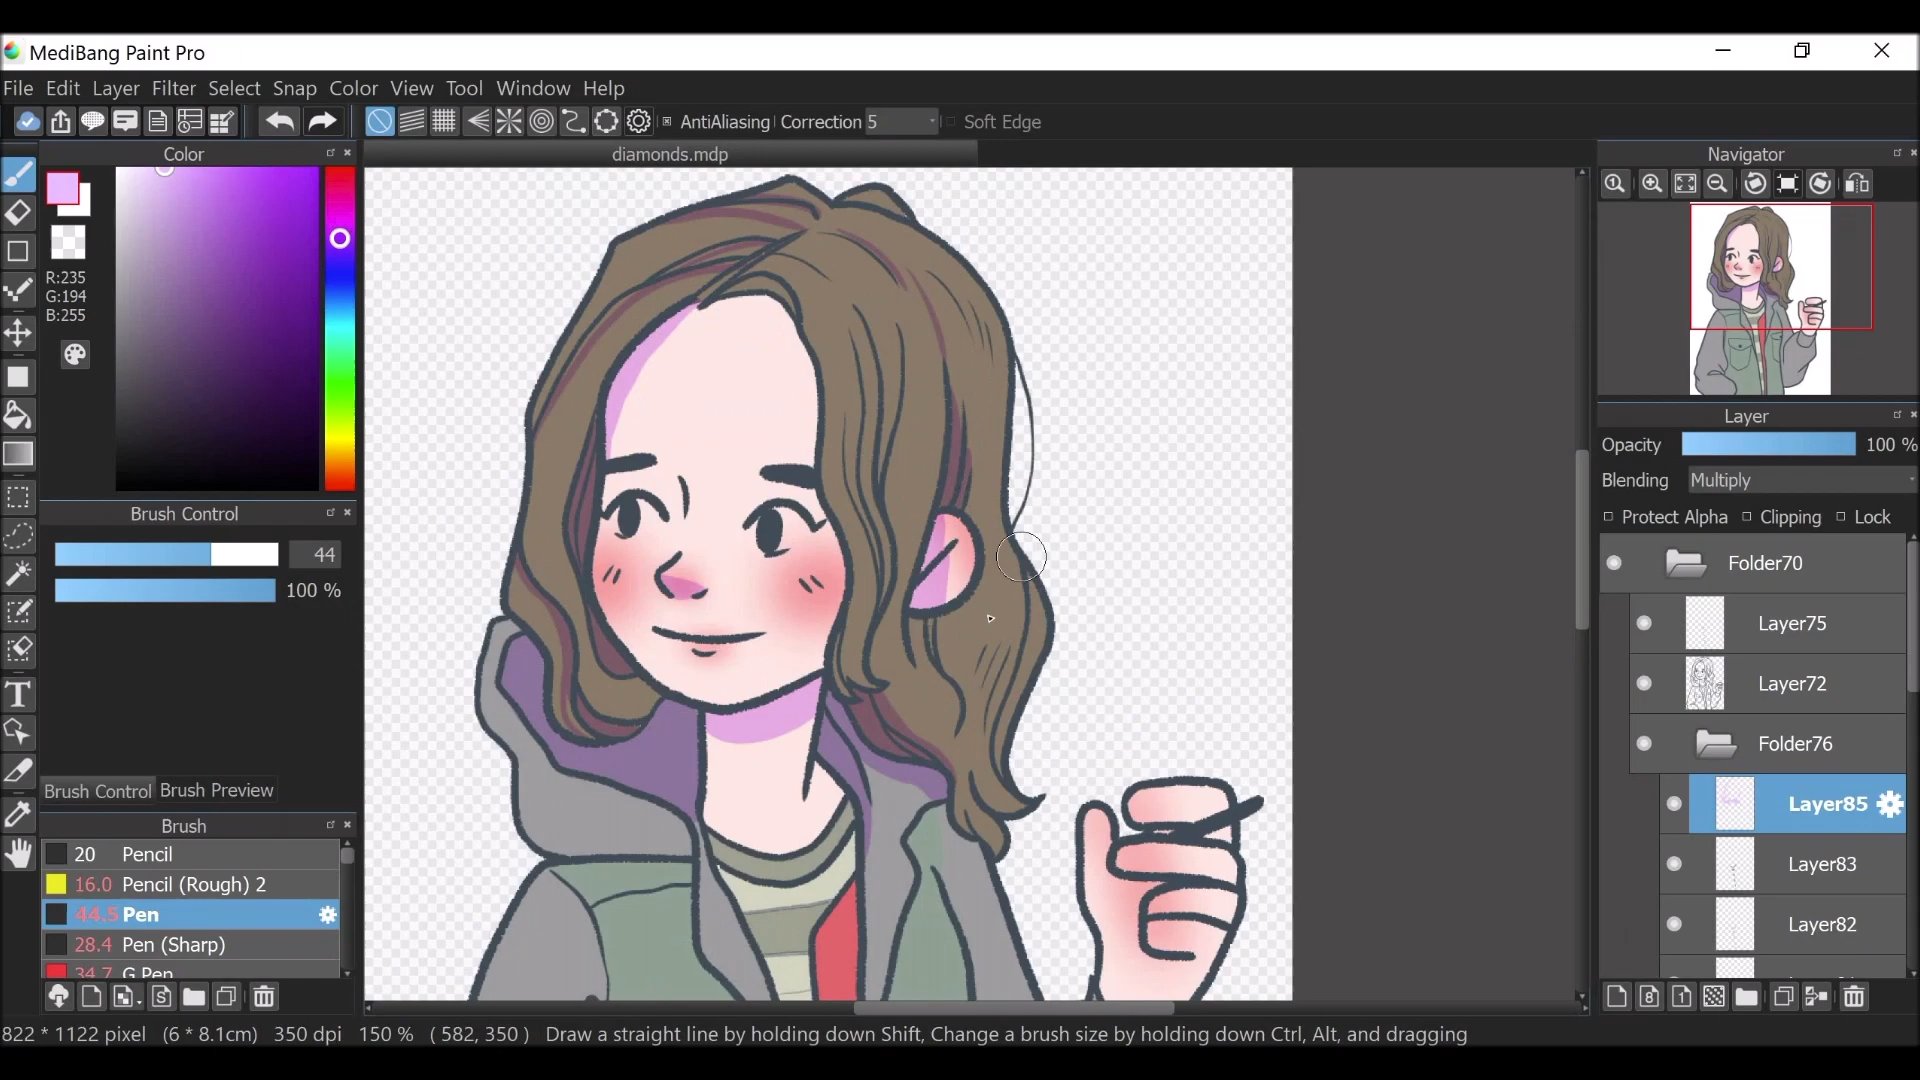 MediBang Paint Pro
File Edit Layer Filter Select Snap Color View Tool Window Help
AntiAliasing Correction 5 Soft Edge
Color
diamonds.mdp
Navigator
R:235
G:194
B:255
Layer
Opacity 100 %
Blending Multiply
Protect Alpha Clipping Lock
Brush Control
44
100 %
Folder70
Layer75
Layer72
Folder76
Layer85
Layer83
Layer82
Brush Control Brush Preview
Brush
20 Pencil
16.0 Pencil (Rough) 2
44.5 Pen
28.4 Pen (Sharp)
34.7 G Pen
822 * 1122 pixel (6 * 8.1cm) 350 dpi 150 % ( 582, 350 ) Draw a straight line by holding down Shift, Change a brush size by holding down Ctrl, Alt, and dragging